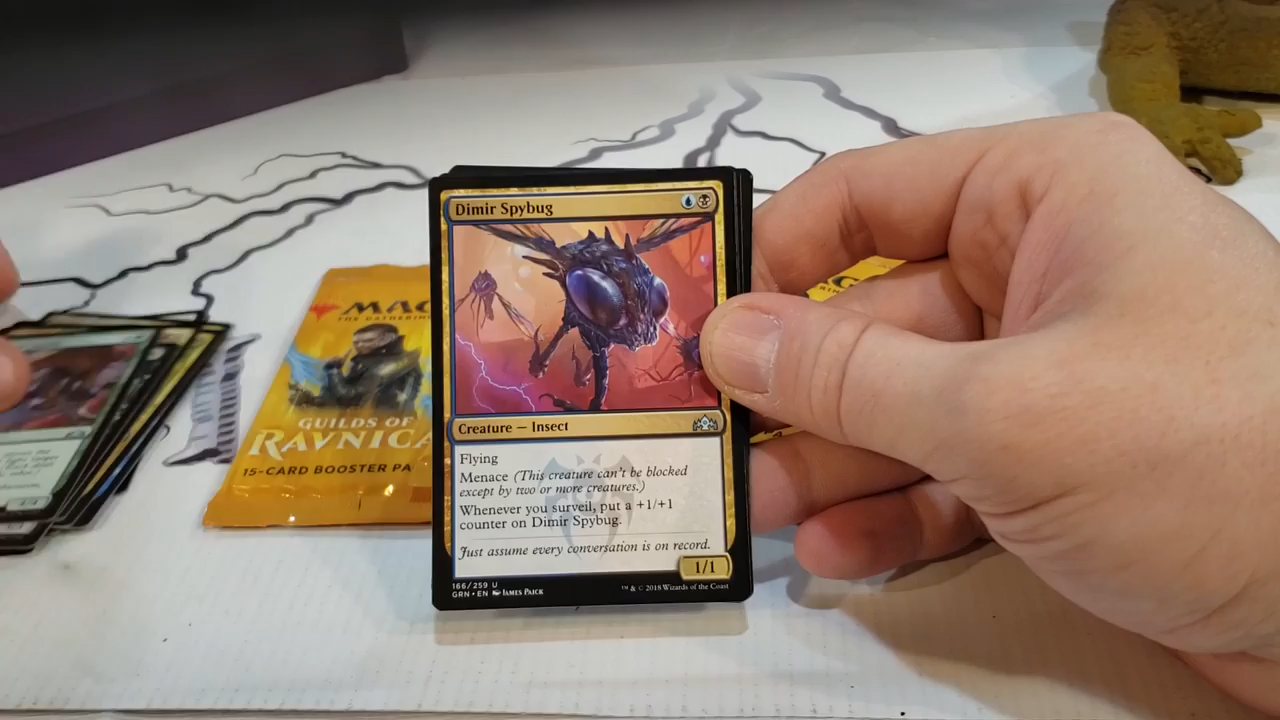 Dimir Spybug
Creature — Insect
Flying
Menace (This creature can't be blocked
except by two or more creatures.)
Whenever you surveil, put a +1/+1
counter on Dimir Spybug.
Just assume every conversation is on record.
1/1
166/259 U
GRN • EN James Paick
™ & © 2018 Wizards of the Coast
MAG
THE GATHERIN
GUILDS OF
RAVNICA
15-CARD BOOSTER PA